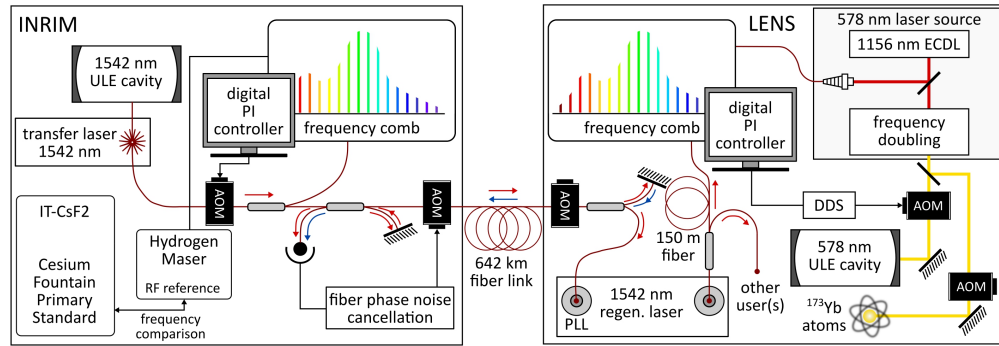 INRIM
1542 nm
ULE cavity
transfer laser
1542 nm
digital
PI
controller
frequency comb
AOM
AOM
IT-CsF2
Cesium
Fountain
Primary
Standard
Hydrogen
Maser
RF reference
frequency
comparison
fiber phase noise
cancellation
642 km
fiber link
LENS
frequency comb
digital
PI
controller
578 nm laser source
1156 nm ECDL
frequency
doubling
AOM
150 m
fiber
DDS
AOM
578 nm
ULE cavity
1542 nm
regen. laser
PLL
other
user(s)
AOM
173Yb
atoms